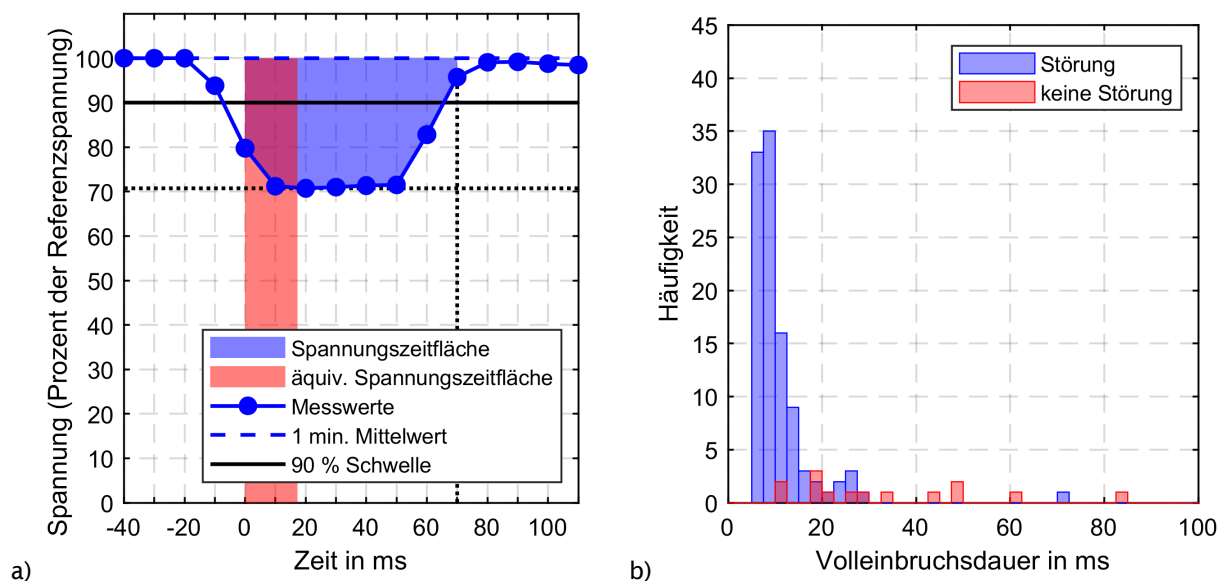 Spannung (Prozent der Referenzspannung)
100
90
80
70
60
50
40
30
20
10
0
Spannungszeitfläche
äquiv. Spannungszeitfläche
Messwerte
1 min. Mittelwert
90 % Schwelle
-40 -20 0 20 40 60 80 100
Zeit in ms
a)
Häufigkeit
45
40
35
30
25
20
15
10
5
0
Störung
keine Störung
0 20 40 60 80 100
Volleinbruchsdauer in ms
b)